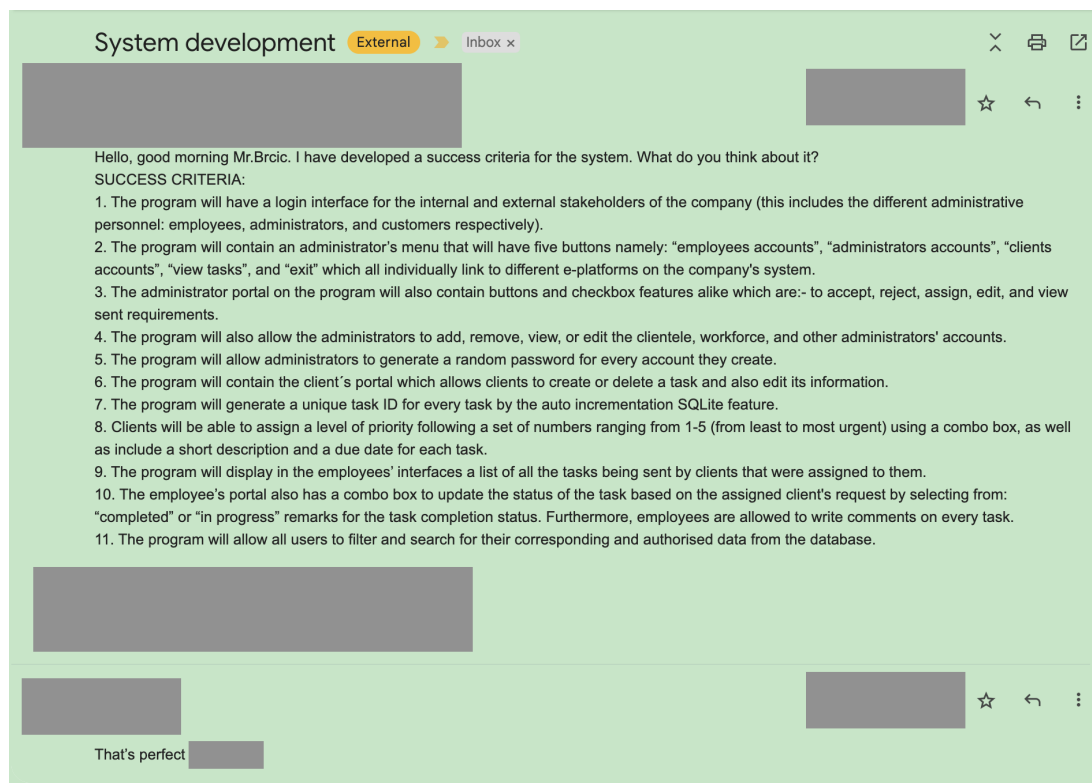 System development External Inbox ×
Hello, good morning Mr.Brcic. I have developed a success criteria for the system. What do you think about it?
SUCCESS CRITERIA:
1. The program will have a login interface for the internal and external stakeholders of the company (this includes the different administrative
personnel: employees, administrators, and customers respectively).
2. The program will contain an administrator's menu that will have five buttons namely: “employees accounts”, “administrators accounts”, “clients
accounts”, “view tasks”, and “exit” which all individually link to different e-platforms on the company's system.
3. The administrator portal on the program will also contain buttons and checkbox features alike which are:- to accept, reject, assign, edit, and view
sent requirements.
4. The program will also allow the administrators to add, remove, view, or edit the clientele, workforce, and other administrators' accounts.
5. The program will allow administrators to generate a random password for every account they create.
6. The program will contain the client´s portal which allows clients to create or delete a task and also edit its information.
7. The program will generate a unique task ID for every task by the auto incrementation SQLite feature.
8. Clients will be able to assign a level of priority following a set of numbers ranging from 1-5 (from least to most urgent) using a combo box, as well
as include a short description and a due date for each task.
9. The program will display in the employees’ interfaces a list of all the tasks being sent by clients that were assigned to them.
10. The employee’s portal also has a combo box to update the status of the task based on the assigned client's request by selecting from:
“completed” or “in progress” remarks for the task completion status. Furthermore, employees are allowed to write comments on every task.
11. The program will allow all users to filter and search for their corresponding and authorised data from the database.
That’s perfect